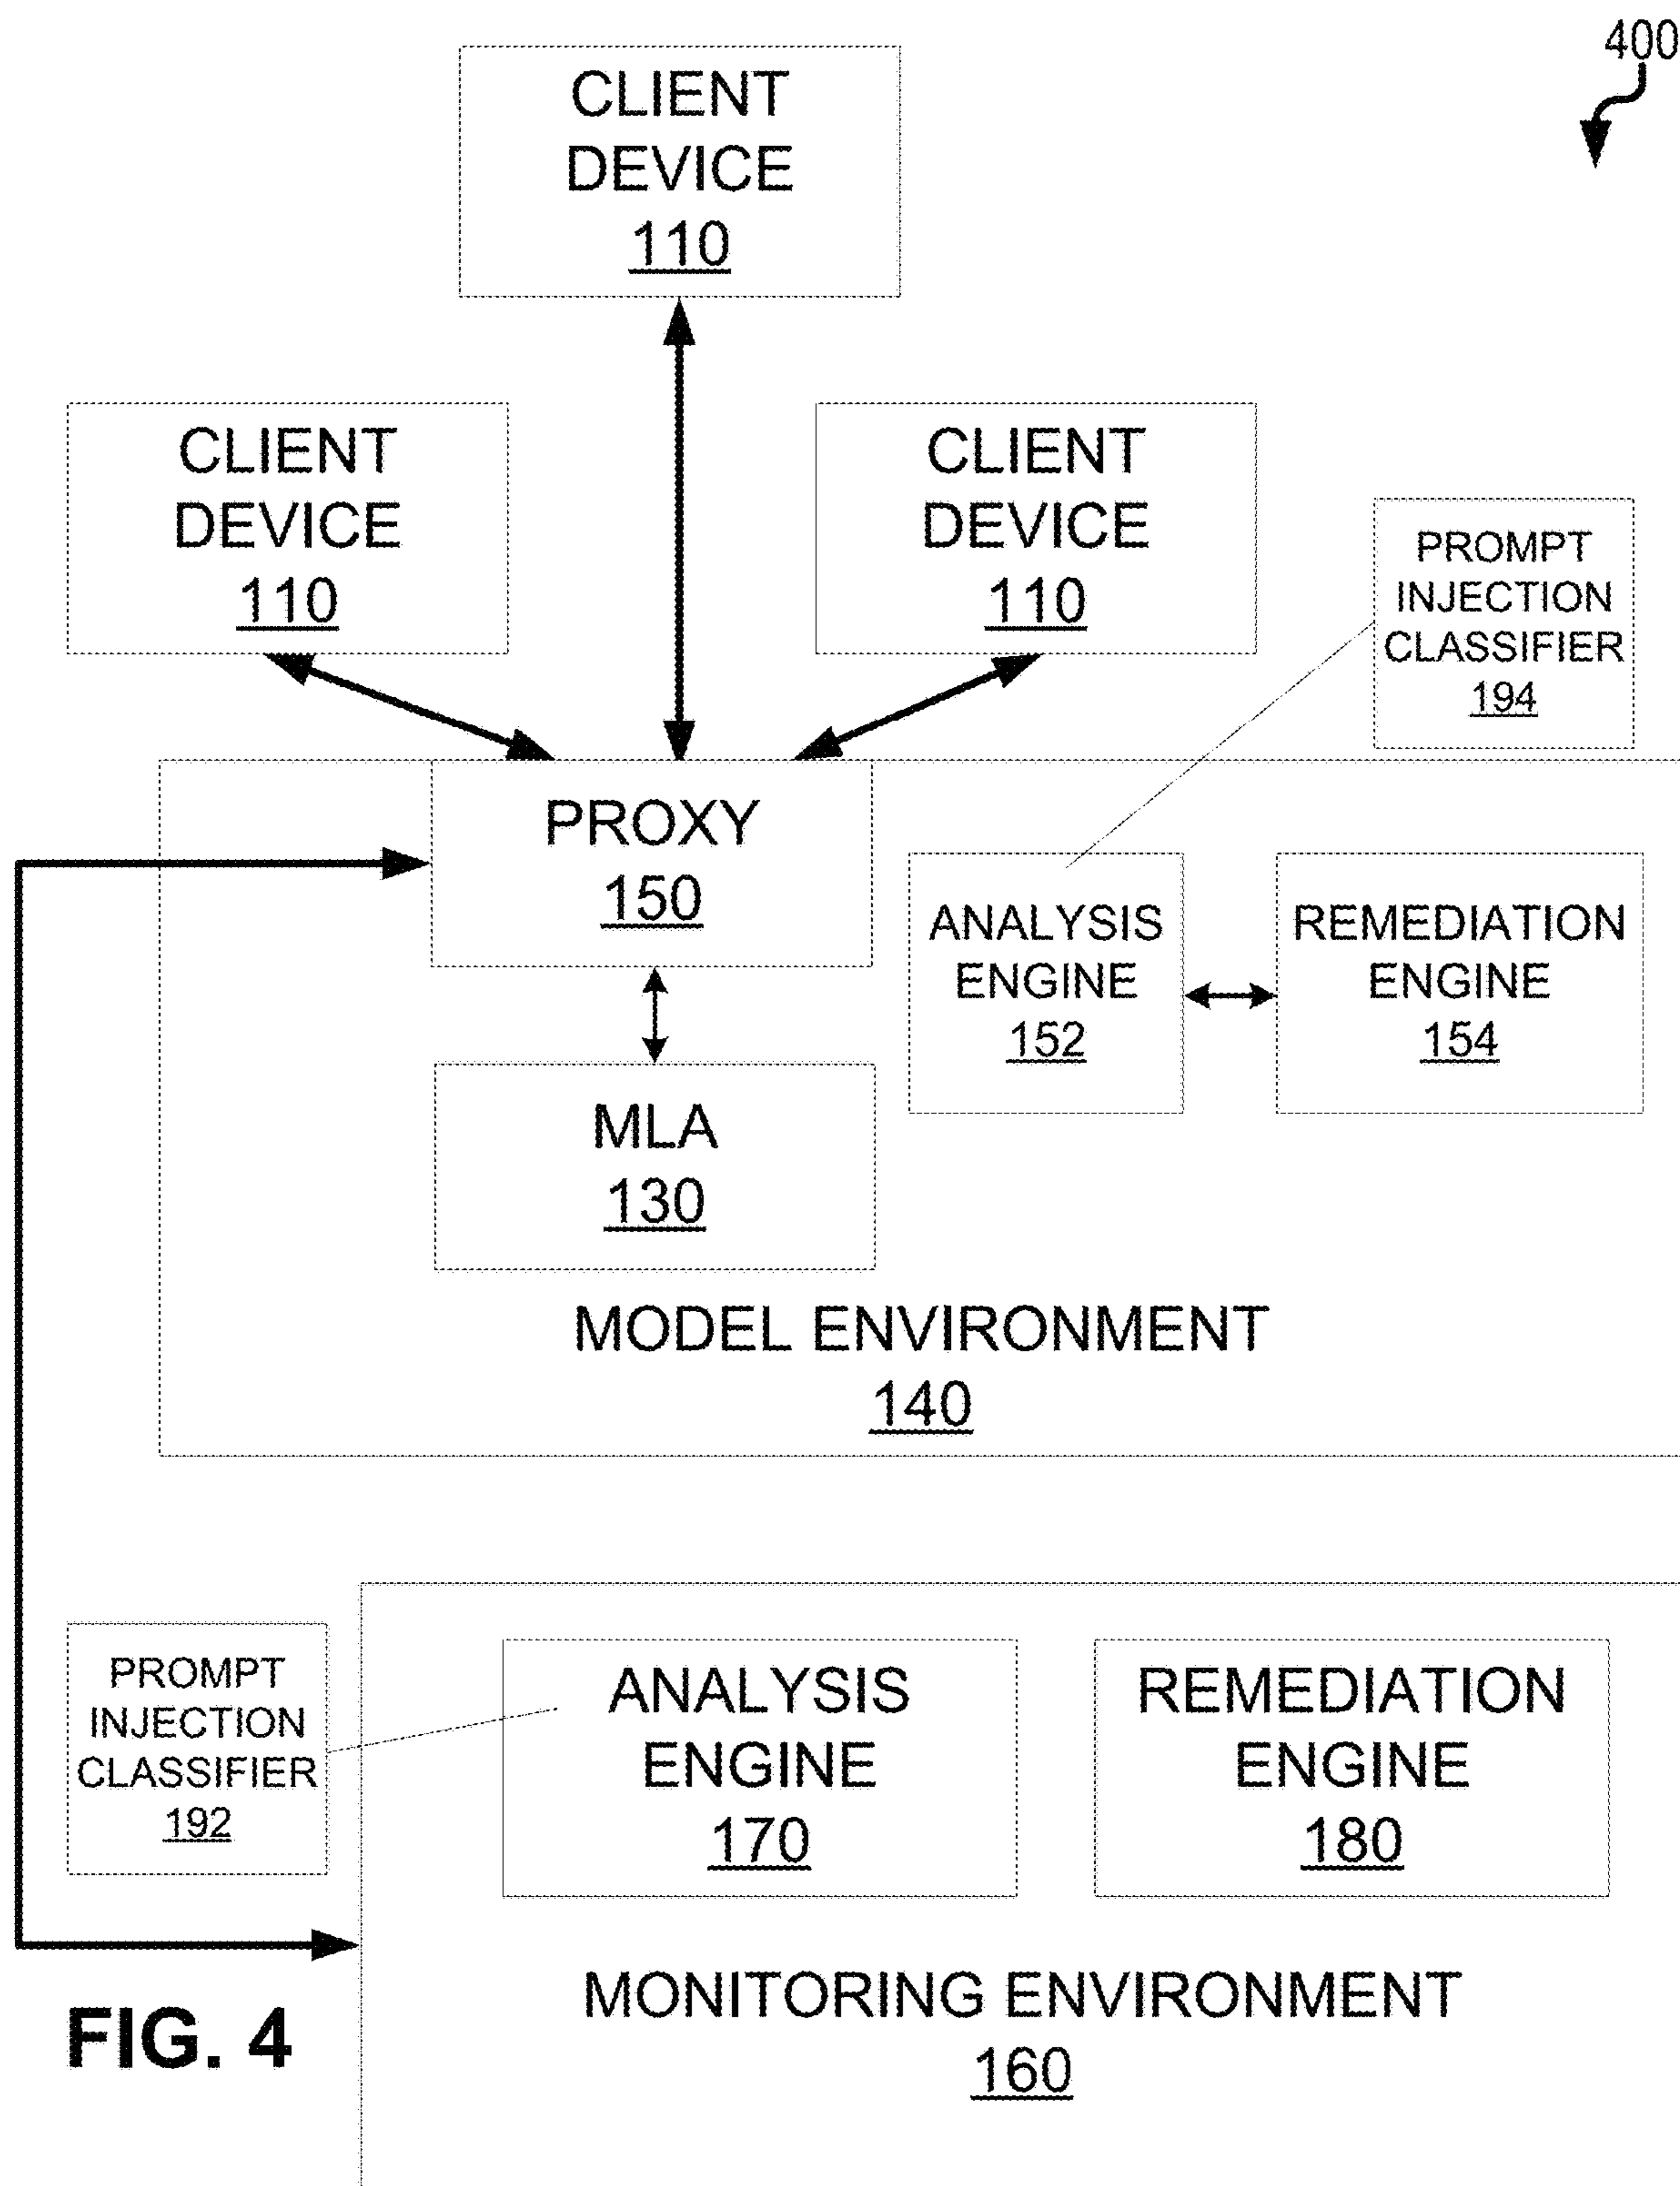 400
CLIENT
DEVICE
110
CLIENT
DEVICE
110
CLIENT
DEVICE
110
PROMPT
INJECTION
CLASSIFIER
194
PROXY
150
ANALYSIS
ENGINE
152
REMEDIATION
ENGINE
154
MLA
130
MODEL ENVIRONMENT
140
PROMPT
INJECTION
CLASSIFIER
192
ANALYSIS
ENGINE
170
REMEDIATION
ENGINE
180
MONITORING ENVIRONMENT
160
FIG. 4